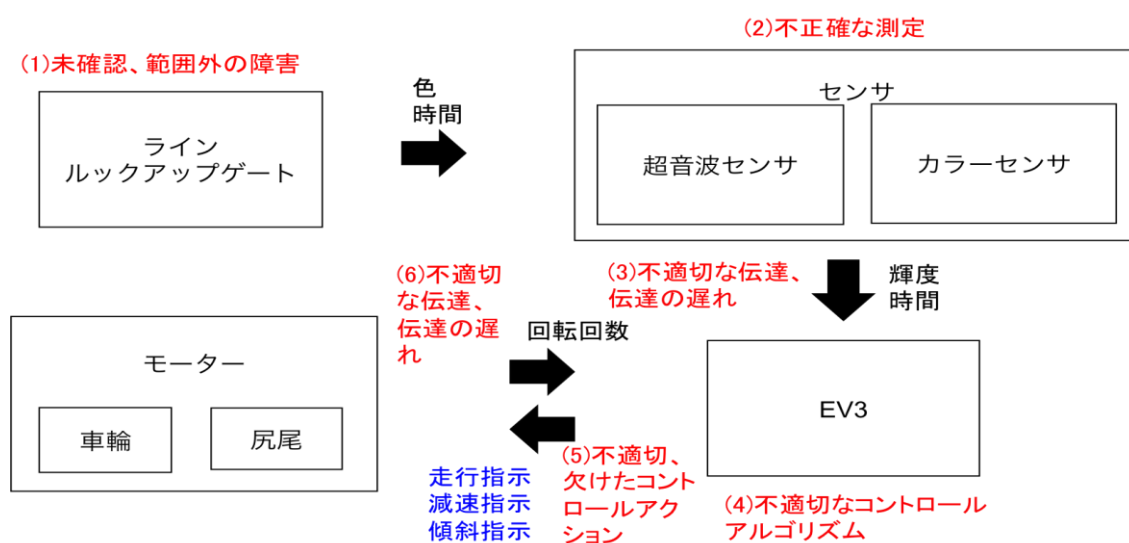 (2)不正確な測定
(1)未確認、範囲外の障害
ライン
ルックアップゲート
色
時間
センサ
超音波センサ
カラーセンサ
(3)不適切な伝達、
伝達の遅れ
輝度
時間
(6)不適切
な伝達、
伝達の遅
れ
回転回数
モーター
車輪
尻尾
EV3
走行指示
減速指示
傾斜指示
(5)不適切、
欠けたコント
ロールアク
ション
(4)不適切なコントロール
アルゴリズム